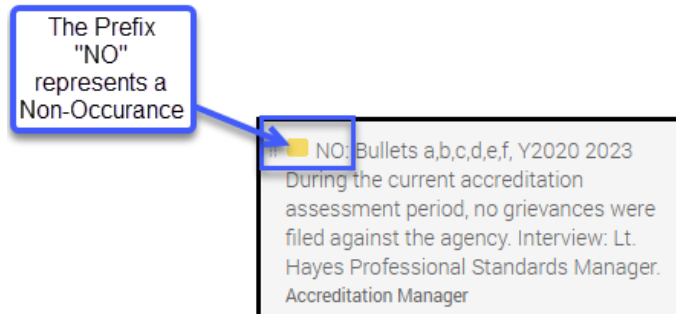 The Prefix
"NO"
represents a
Non-Occurance
NO: Bullets a,b,c,d,e,f, Y2020 2023
During the current accreditation
assessment period, no grievances were
filed against the agency. Interview: Lt.
Hayes Professional Standards Manager.
Accreditation Manager